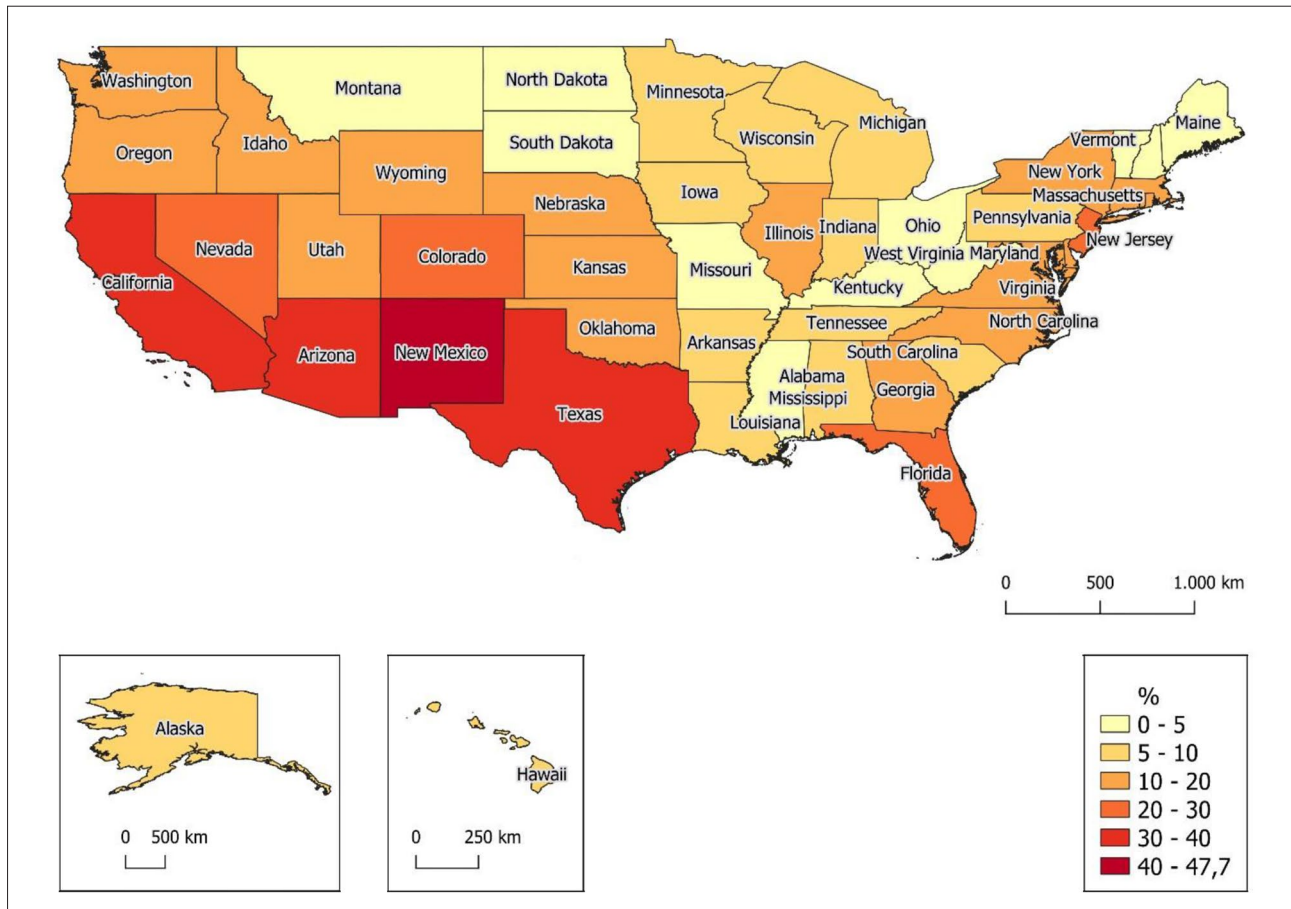 Washington
Montana
North Dakota
Minnesota
Michigan
Maine
Vermont
Oregon
Idaho
South Dakota
Wisconsin
Wyoming
New York
Iowa
Massachusetts
Nebraska
Pennsylvania
Nevada
Utah
Colorado
Illinois
Indiana
Ohio
New Jersey
West Virginia
Maryland
California
Kansas
Missouri
Kentucky
Virginia
Arizona
New Mexico
Oklahoma
Arkansas
Tennessee
North Carolina
South Carolina
Alabama
Mississippi
Georgia
Texas
Louisiana
Florida
0 500 1.000 km
Alaska
0 500 km
Hawaii
0 250 km
%
0 - 5
5 - 10
10 - 20
20 - 30
30 - 40
40 - 47,7